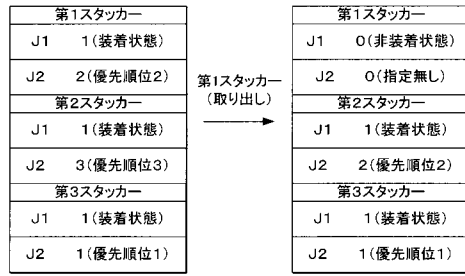 第1スタッカー
J1 1(装着状態)
J2 2(優先順位2)
第2スタッカー
J1 1(装着状態)
J2 3(優先順位3)
第3スタッカー
J1 1(装着状態)
J2 1(優先順位1)
第1スタッカー
(取り出し)
第1スタッカー
J1 0(非装着状態)
J2 0(指定無し)
第2スタッカー
J1 1(装着状態)
J2 2(優先順位2)
第3スタッカー
J1 1(装着状態)
J2 1(優先順位1)